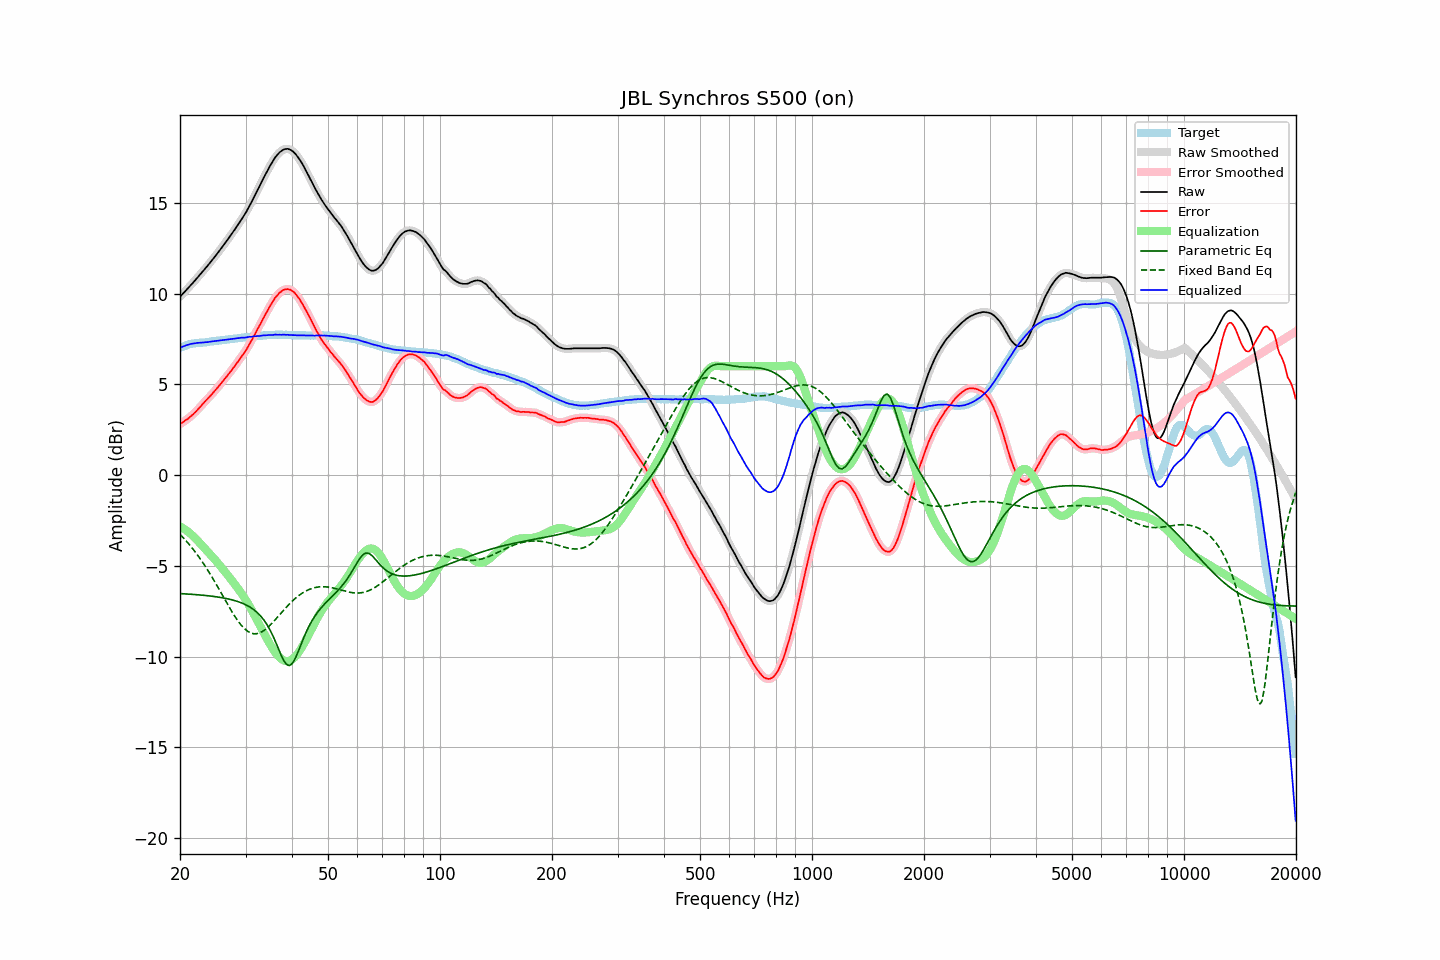 JBL Synchros S500 (on)
Target
Raw Smoothed
Error Smoothed
Raw
Error
Equalization
Parametric Eq
Fixed Band Eq
Equalized
Amplitude (dBr)
15
10
5
0
−5
−10
−15
−20
20 50 100 200 500 1000 2000 5000 10000 20000
Frequency (Hz)